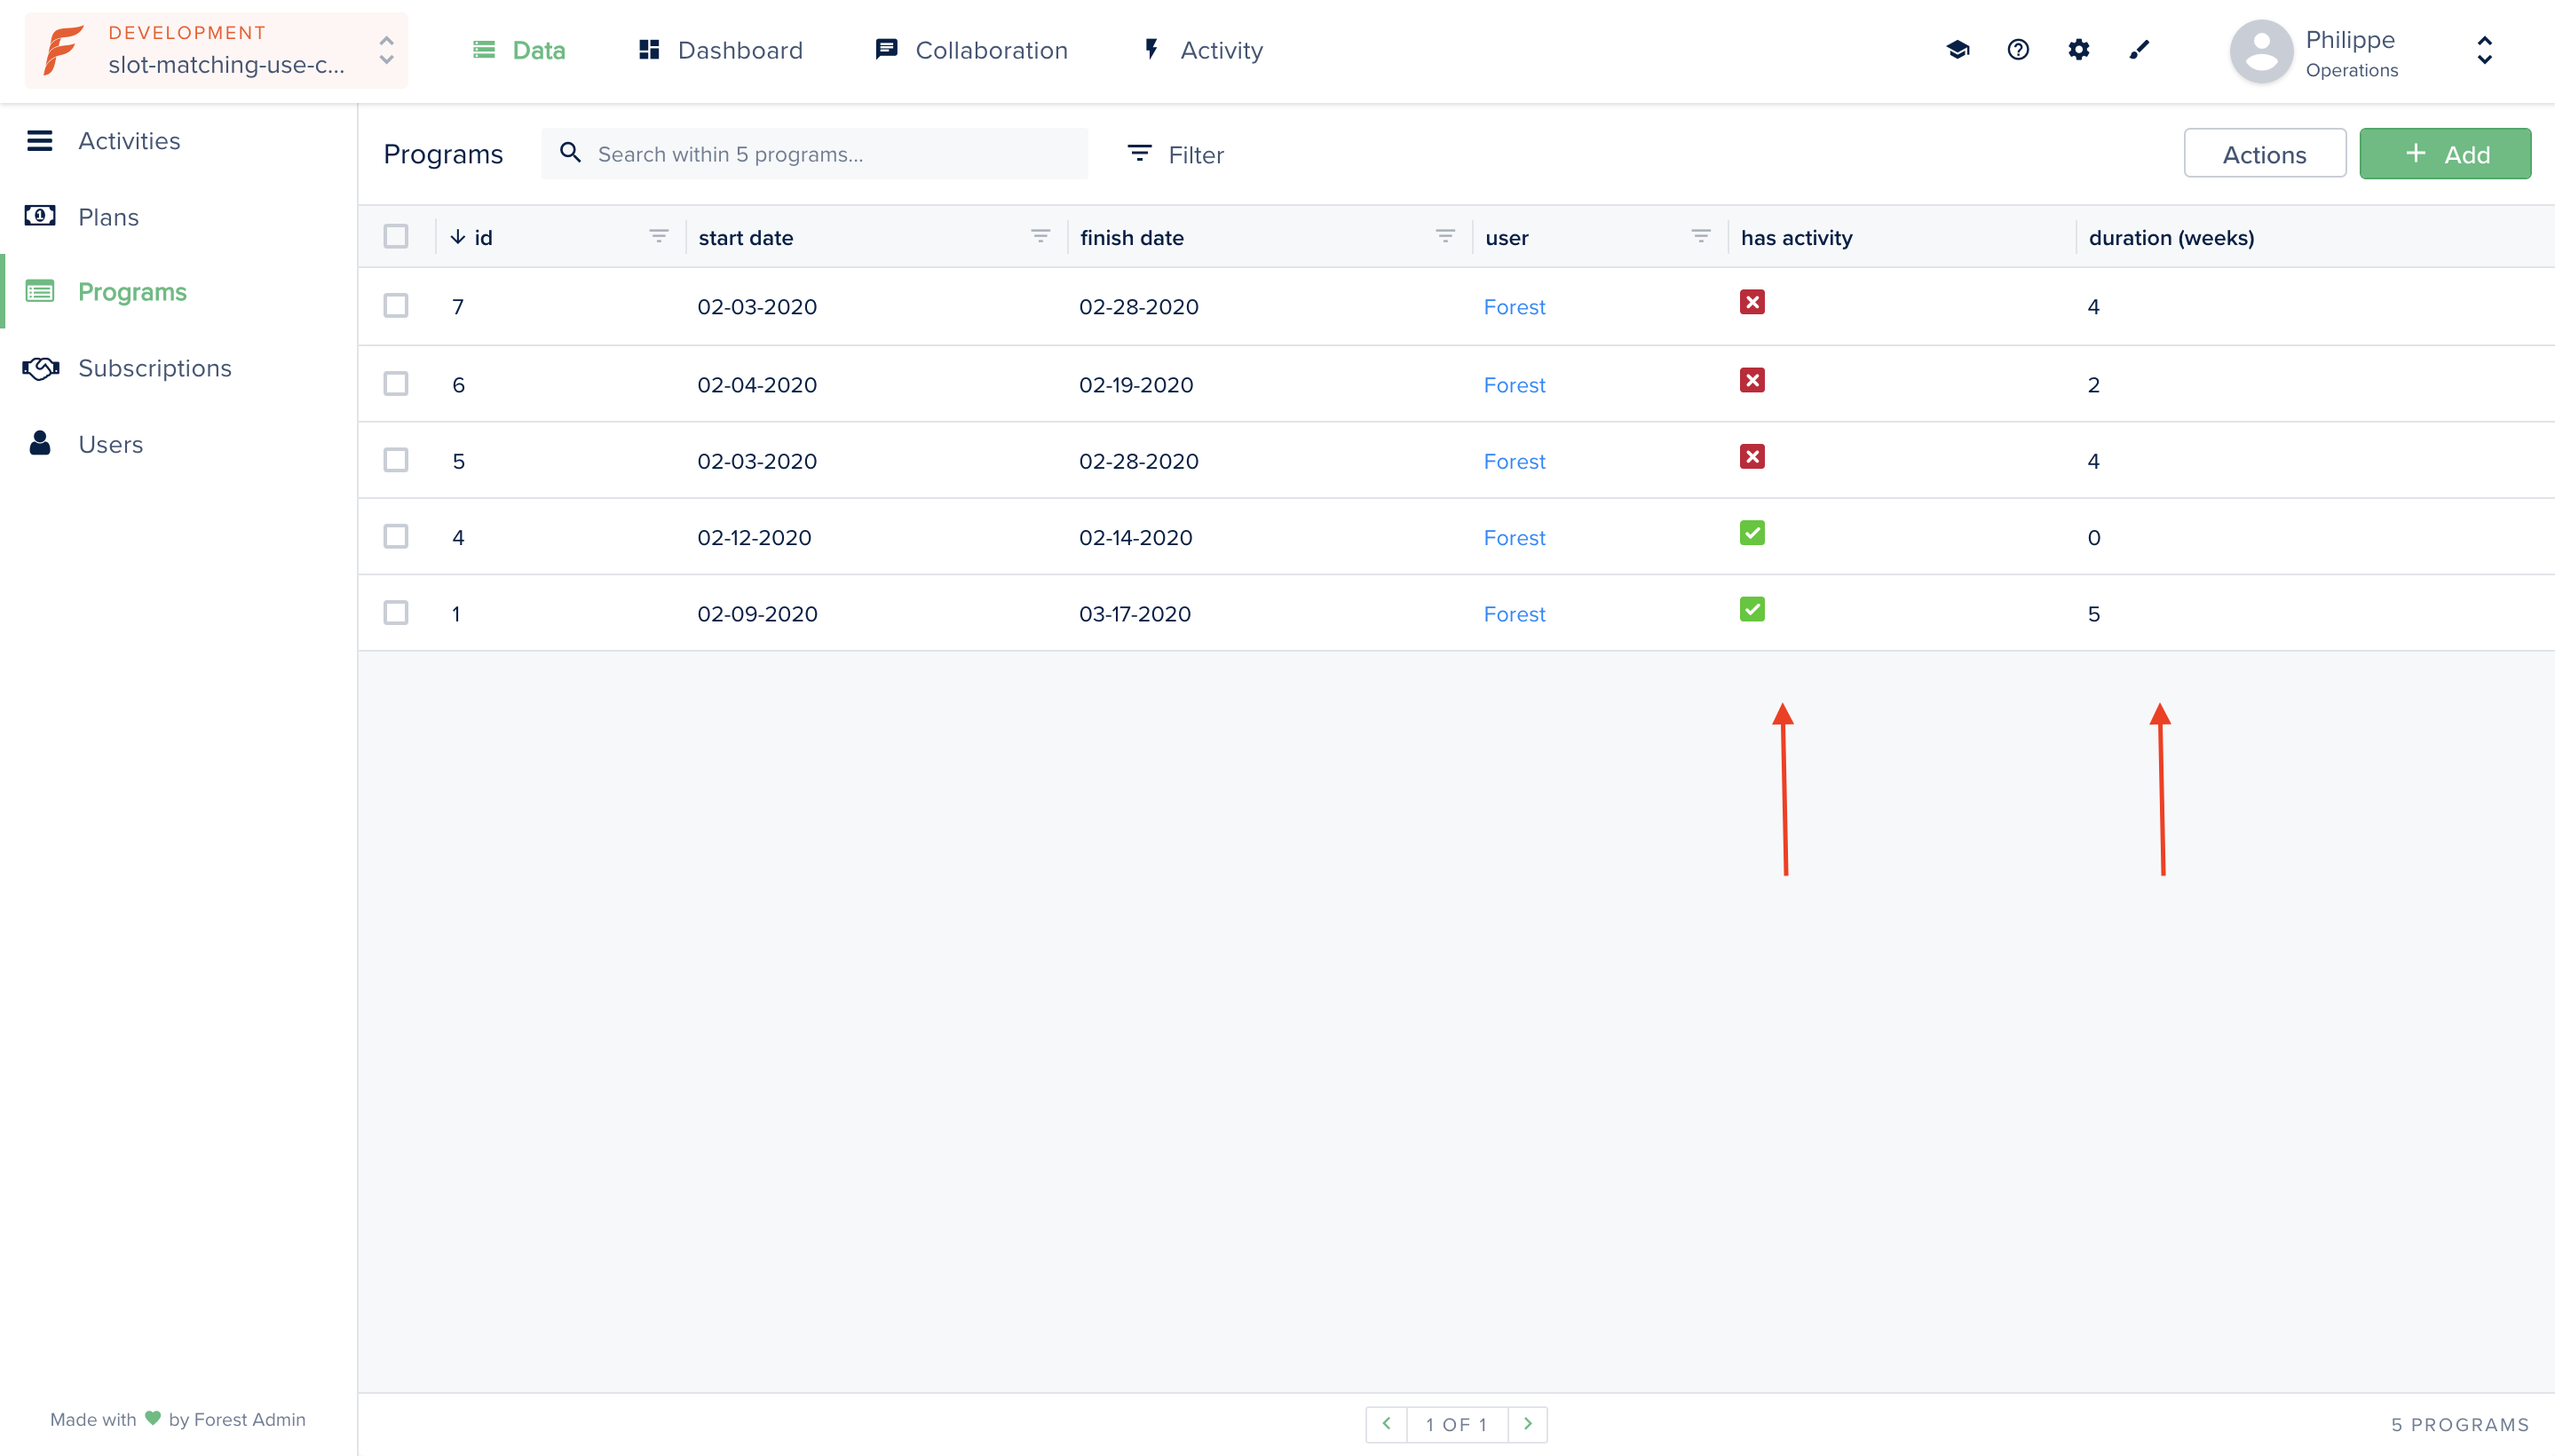 DEVELOPMENT
slot-matching-use-c...
Data
Dashboard
Collaboration
Activity
Philippe
Operations
Activities
Plans
Programs
Subscriptions
Users
Made with by Forest Admin
Programs
Search within 5 programs...
Filter
Actions
+ Add
id start date finish date user has activity duration (weeks)
7 02-03-2020 02-28-2020 Forest 4
6 02-04-2020 02-19-2020 Forest 2
5 02-03-2020 02-28-2020 Forest 4
4 02-12-2020 02-14-2020 Forest 0
1 02-09-2020 03-17-2020 Forest 5
1 OF 1
5 PROGRAMS